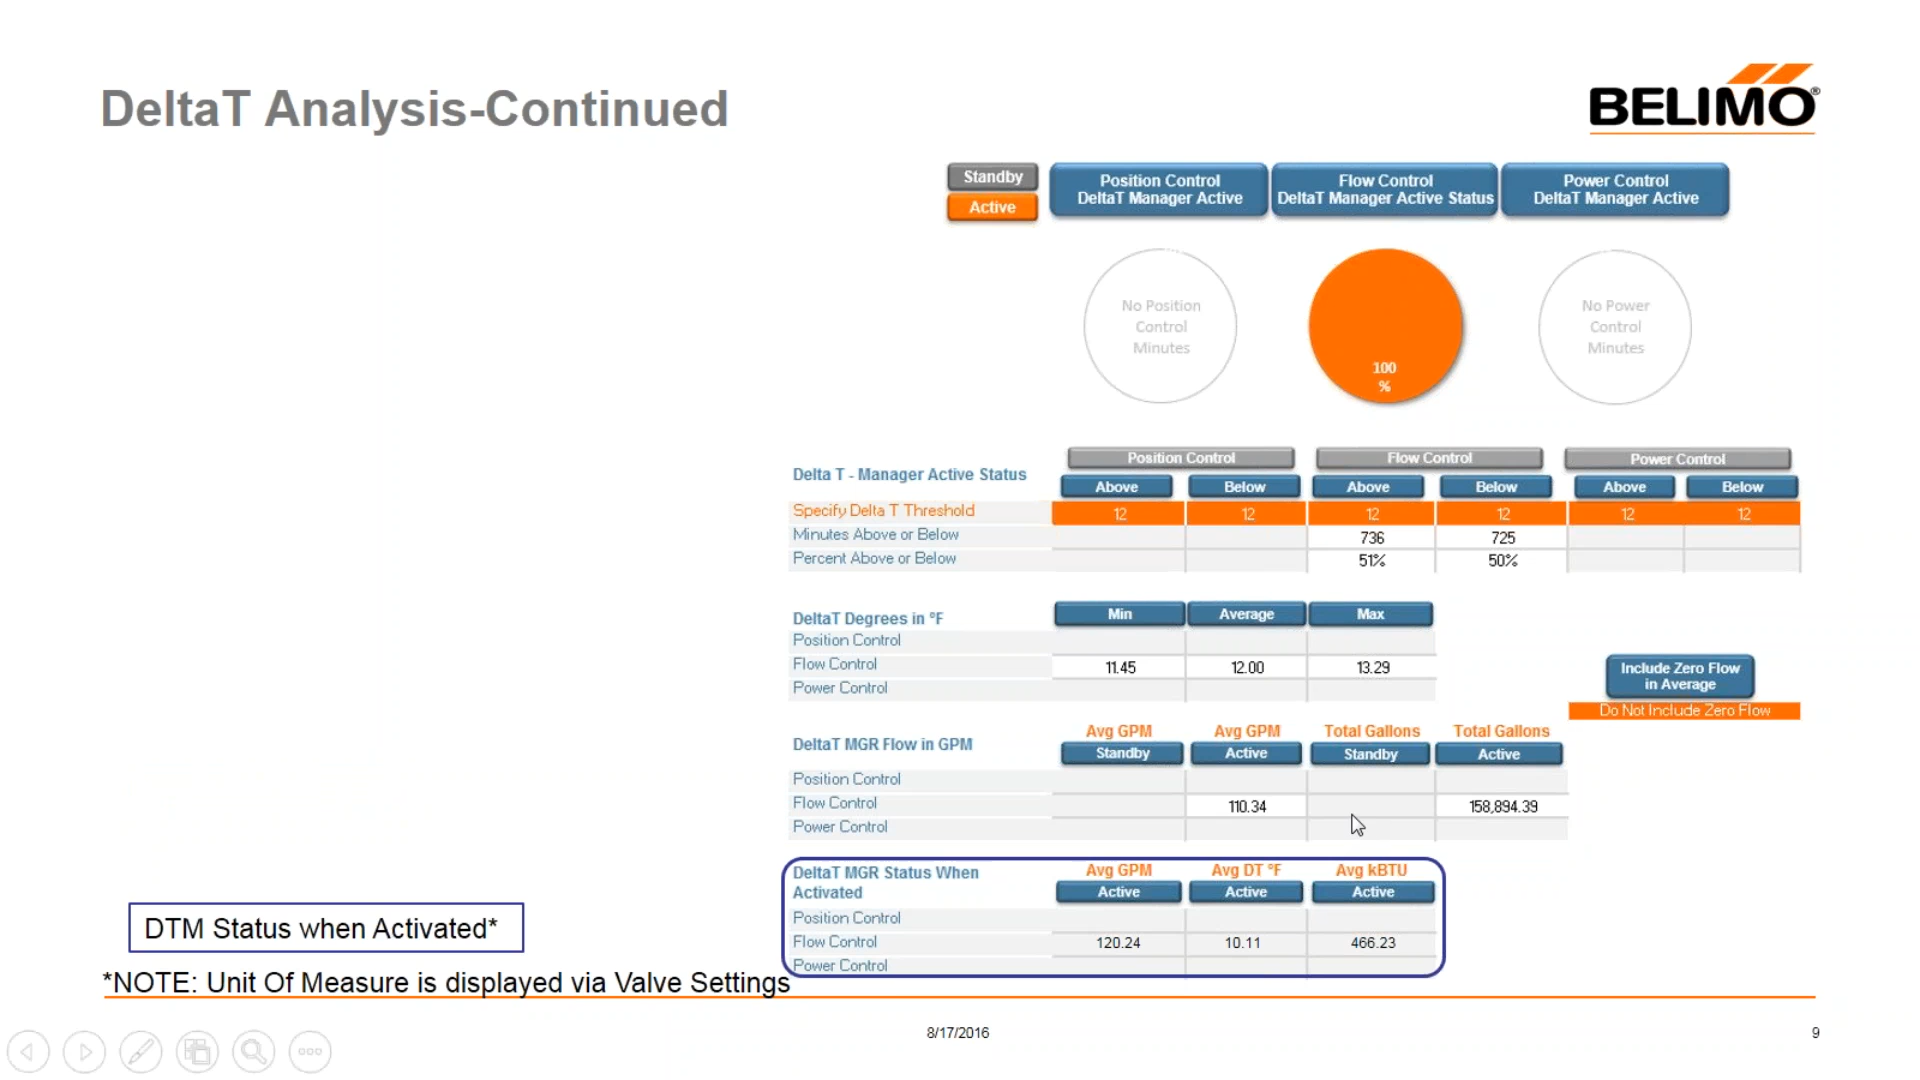 DeltaT Analysis-Continued
BELIMO®
Standby
Active
Position Control
DeltaT Manager Active
Flow Control
DeltaT Manager Active Status
Power Control
DeltaT Manager Active
No Position
Control
Minutes
100
%
No Power
Control
Minutes
Position Control Flow Control Power Control
Delta T - Manager Active Status
Above Below Above Below Above Below
Specify Delta T Threshold 12 12 12 12 12 12
Minutes Above or Below 736 725
Percent Above or Below 51% 50%
DeltaT Degrees in °F Min Average Max
Position Control
Flow Control 11.45 12.00 13.29
Power Control
Include Zero Flow
in Average
Do Not Include Zero Flow
Avg GPM Avg GPM Total Gallons Total Gallons
DeltaT MGR Flow in GPM Standby Active Standby Active
Position Control
Flow Control 110.34 158,894.39
Power Control
DeltaT MGR Status When
Activated
Avg GPM Avg DT °F Avg kBTU
Active Active Active
Position Control
Flow Control 120.24 10.11 466.23
Power Control
DTM Status when Activated*
*NOTE: Unit Of Measure is displayed via Valve Settings
8/17/2016
9